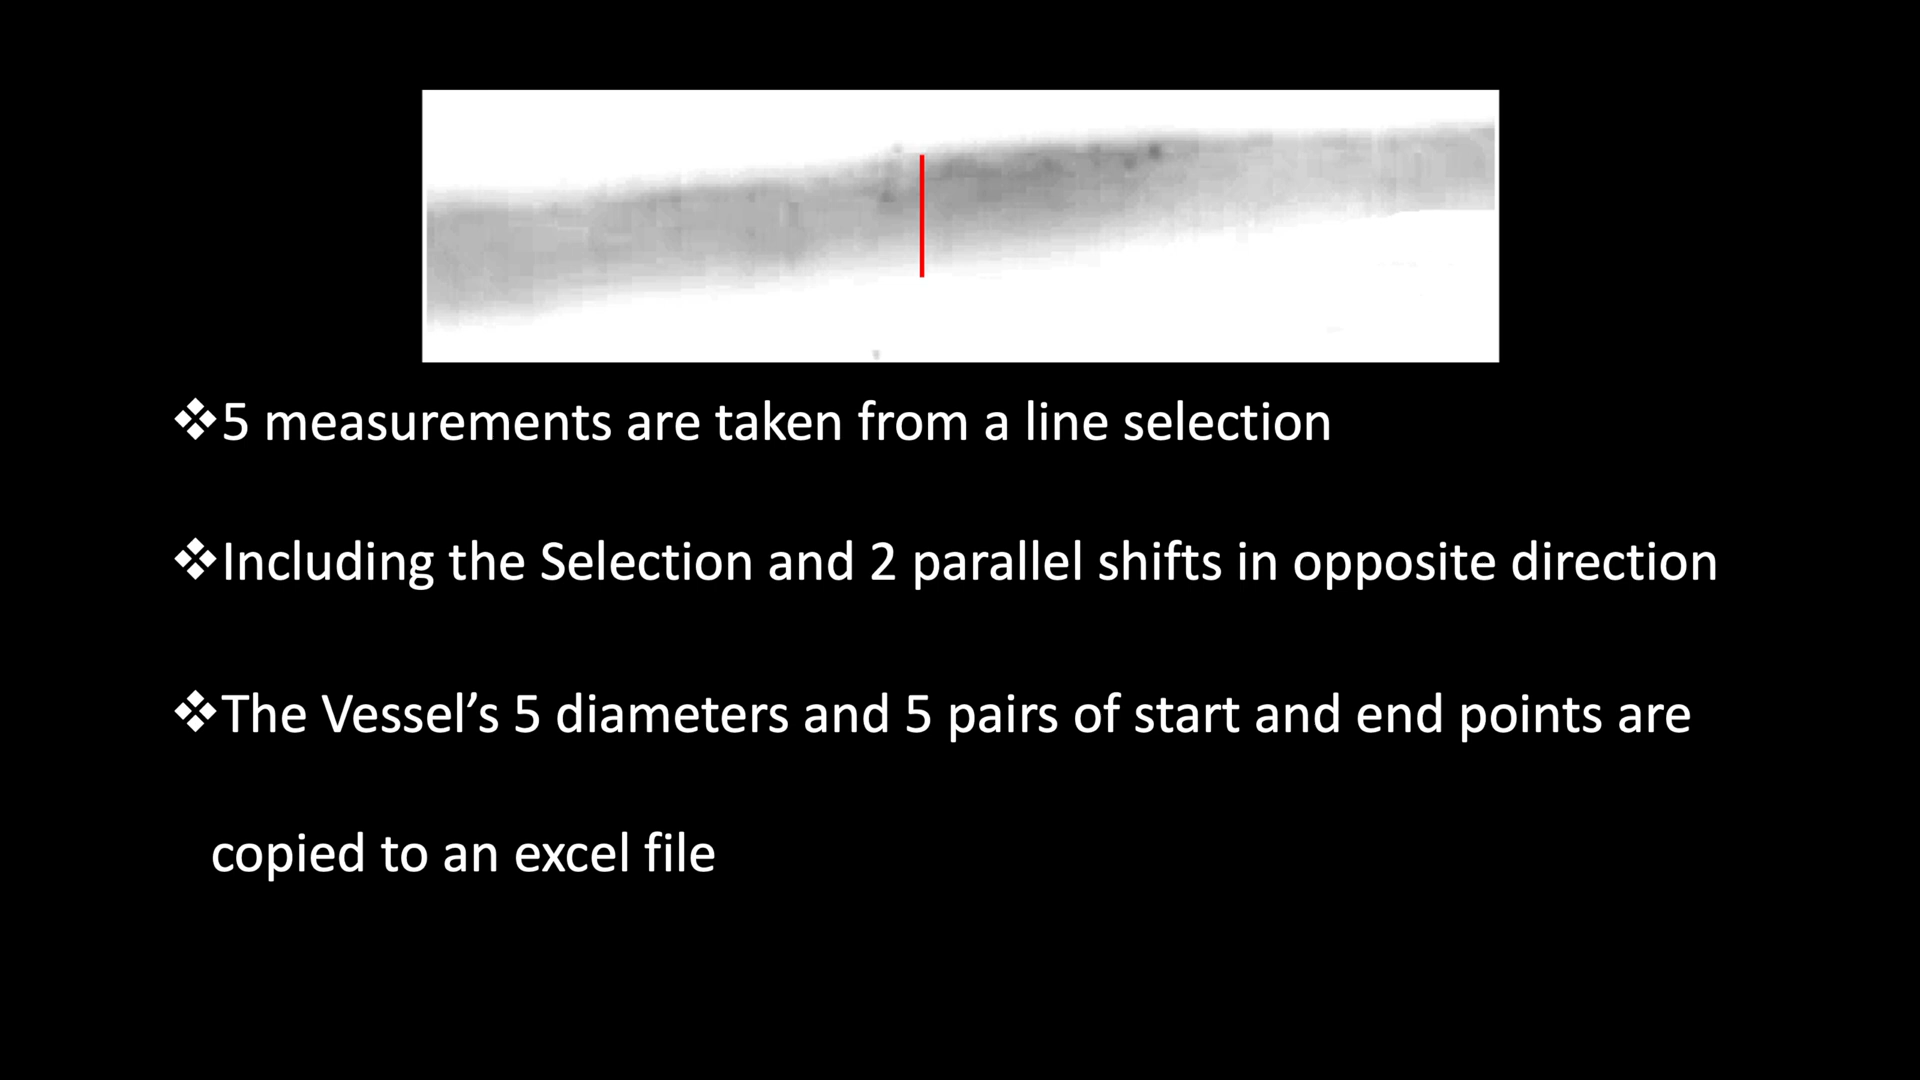 ❖5 measurements are taken from a line selection
❖Including the Selection and 2 parallel shifts in opposite direction
❖The Vessel’s 5 diameters and 5 pairs of start and end points are
copied to an excel file